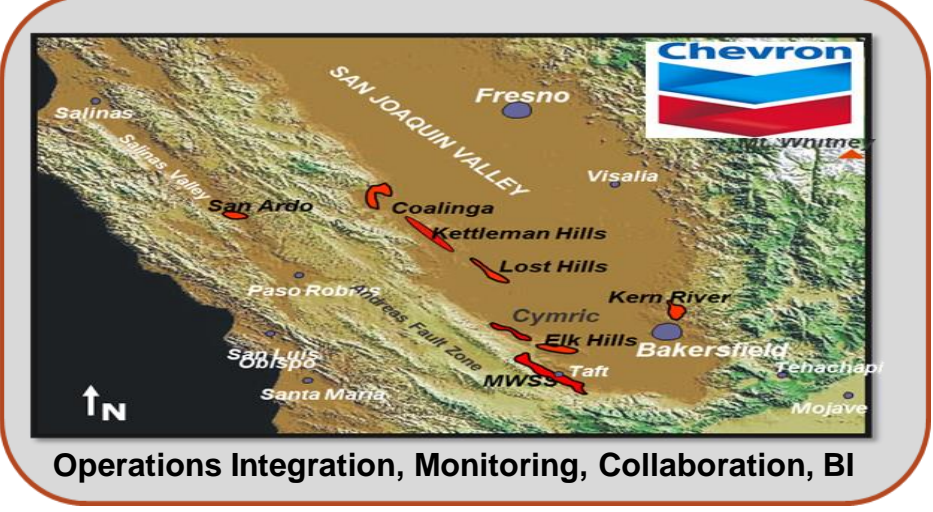 Chevron
SAN JOAQUIN VALLEY
Fresno
Salinas
Mt. Whitney
Salinas Valley
Visalia
San Ardo
Coalinga
Kettleman Hills
Lost Hills
Paso Robles
Kern River
Andreas Fault Zone
Cymric
Elk Hills
Bakersfield
San Luis
Obispo
Taft
Tehachapi
MWSS
Santa Maria
N
Mojave
Operations Integration, Monitoring, Collaboration, BI